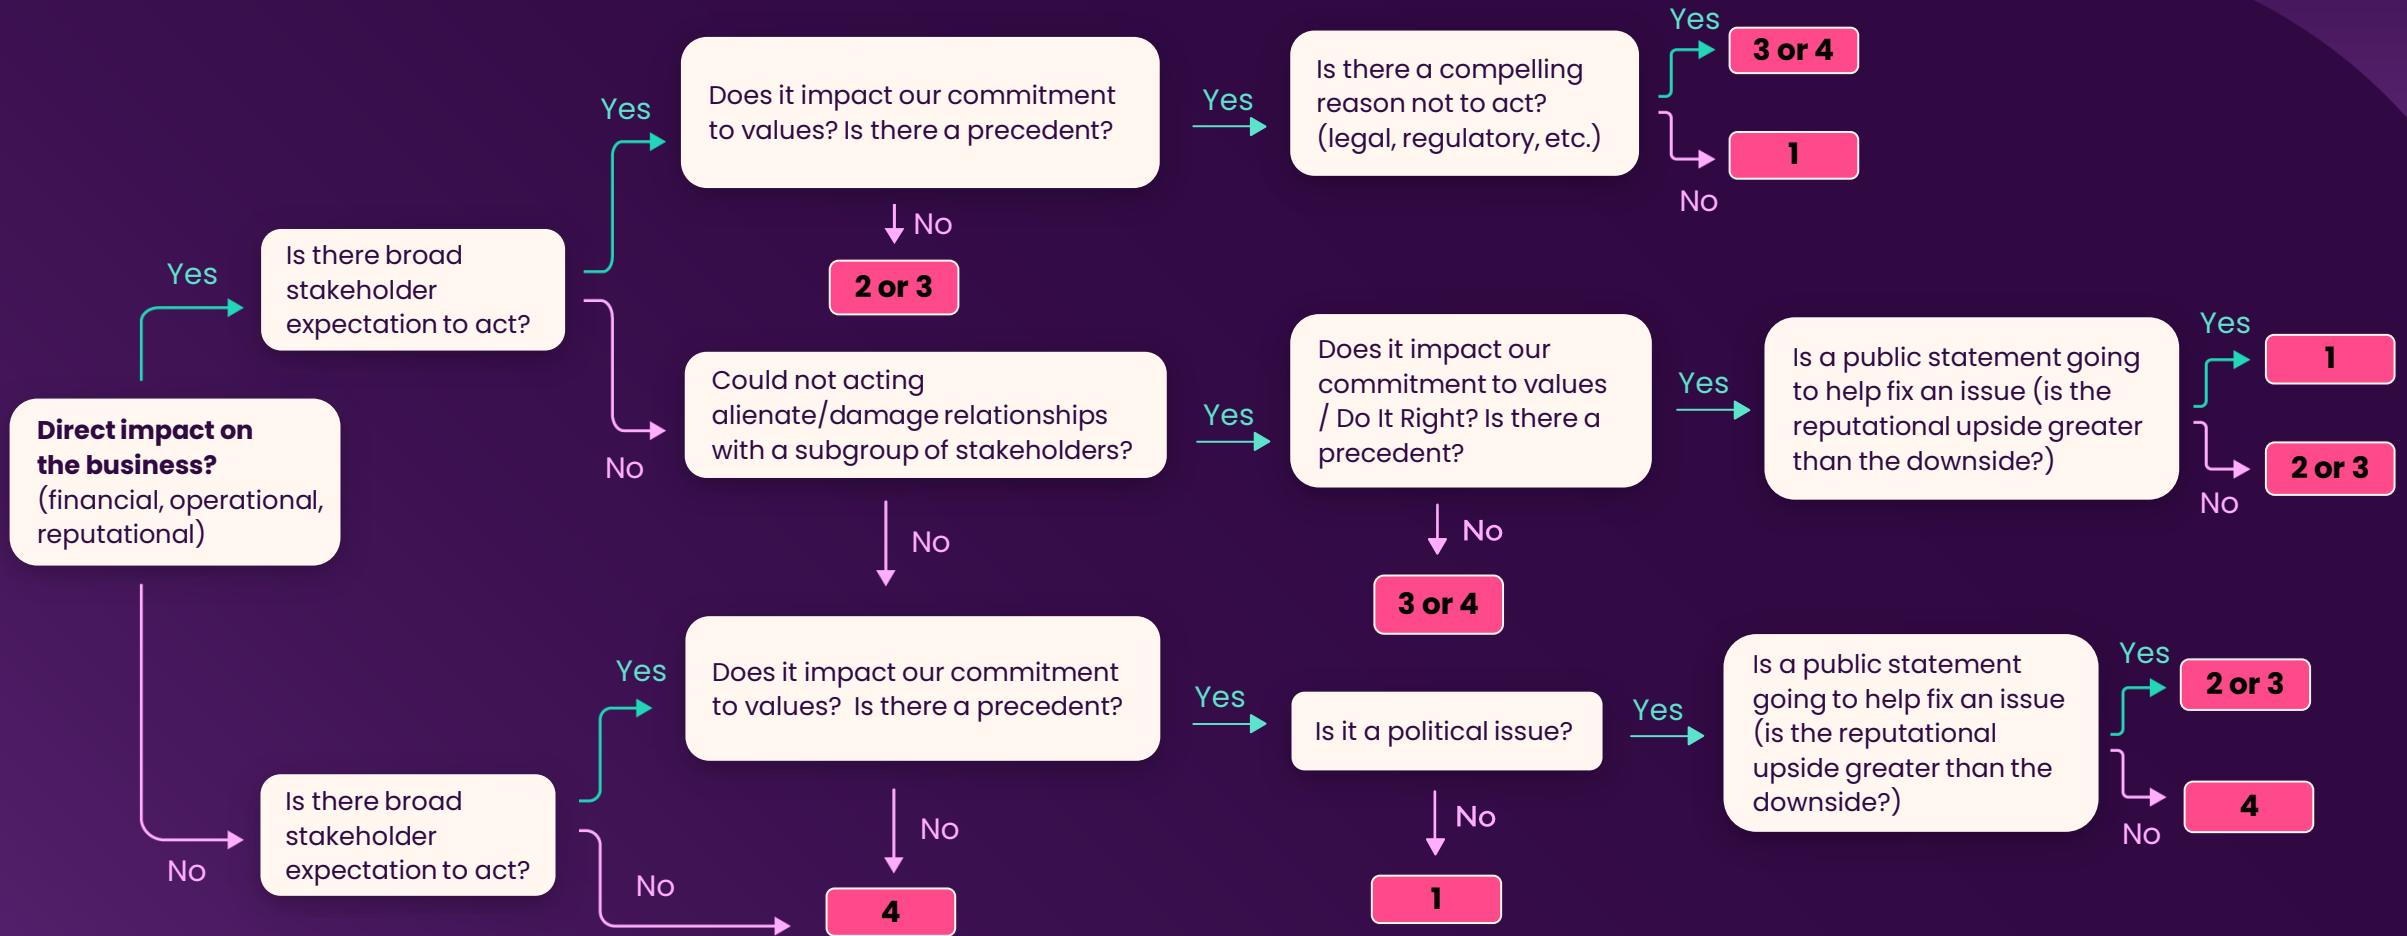 Direct impact on
the business?
(financial, operational,
reputational)
Yes
Is there broad
stakeholder
expectation to act?
Yes
Does it impact our commitment
to values? Is there a precedent?
Yes
Is there a compelling
reason not to act?
(legal, regulatory, etc.)
Yes
3 or 4
1
No
No
2 or 3
No
Could not acting
alienate/damage relationships
with a subgroup of stakeholders?
Yes
Does it impact our
commitment to values
/ Do It Right? Is there a
precedent?
Yes
Is a public statement going
to help fix an issue (is the
reputational upside greater
than the downside?)
Yes
1
2 or 3
No
No
3 or 4
No
No
Is there broad
stakeholder
expectation to act?
Yes
Does it impact our commitment
to values?  Is there a precedent?
Yes
Is it a political issue?
Yes
Is a public statement
going to help fix an issue
(is the reputational
upside greater than the
downside?)
Yes
2 or 3
4
No
No
1
No
No
4